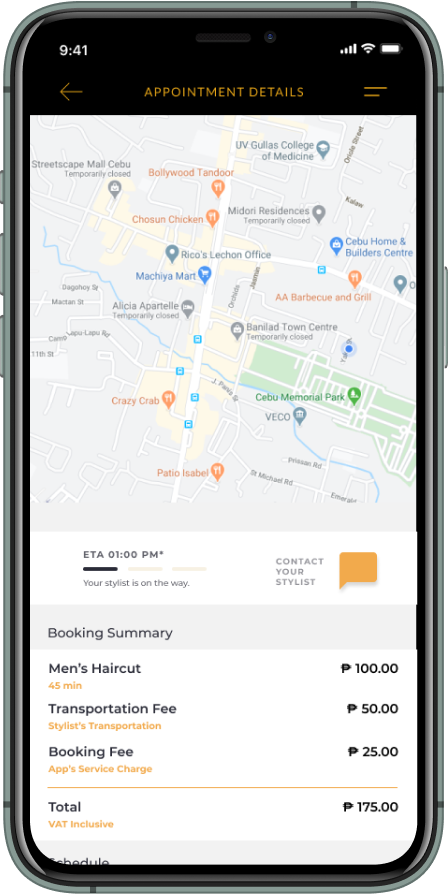 9:41
APPOINTMENT DETAILS
UV Gullas College
of Medicine
Oriole Street
Streetscape Mall Cebu
Temporarily closed
Bollywood Tandoor
Kalaw
Chosun Chicken
Midori Residences
Temporarily closed
Cebu Home &
Builders Centre
Rico's Lechon Office
Machiya Mart
Jasmin
AA Barbecue and Grill
O
Dagohoy St
Orchids
Mactan St
Alicia Apartelle
Temporarily closed
Banilad Town Centre
Temporarily closed
Lapu-Lapu Rd
11th St
J. Panis St
Crazy Crab
Cebu Memorial Park
VECO
Patio Isabel
St Michael Rd
Emerald
ETA 01:00 PM*
Your stylist is on the way.
CONTACT
YOUR
STYLIST
Booking Summary
Men's Haircut ₱ 100.00
45 min
Transportation Fee ₱ 50.00
Stylist's Transportation
Booking Fee ₱ 25.00
App's Service Charge
Total ₱ 175.00
VAT Inclusive
Schedule